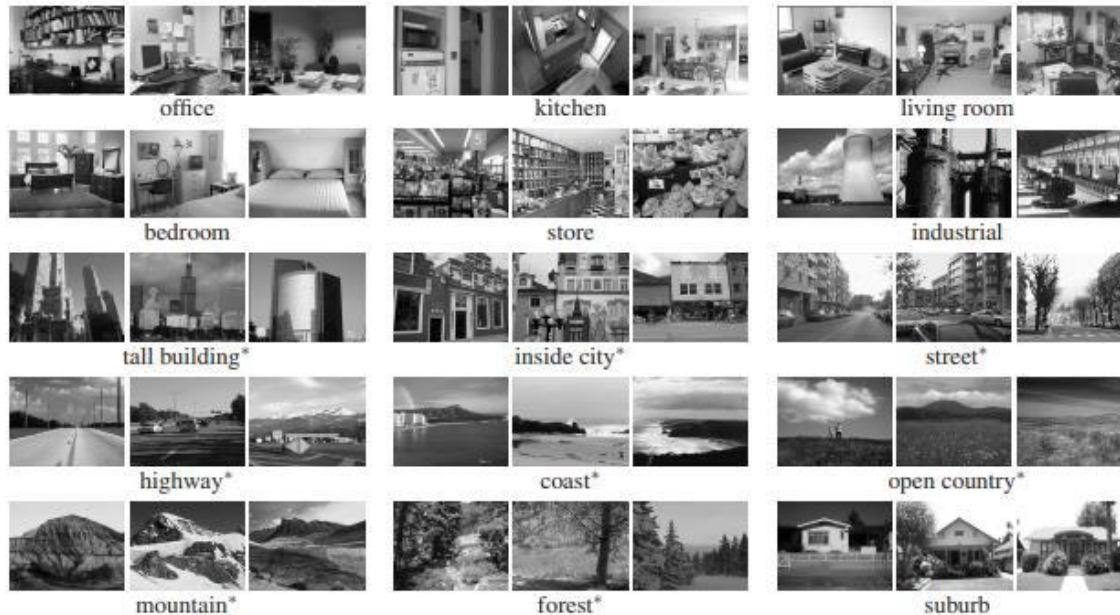 office
kitchen
living room
bedroom
store
industrial
tall building*
inside city*
street*
highway*
coast*
open country*
mountain*
forest*
suburb